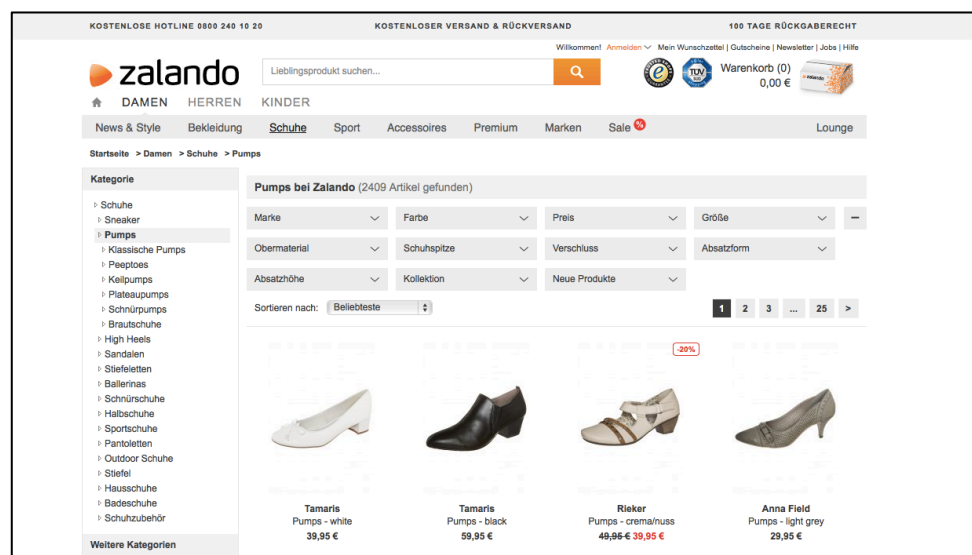 KOSTENLOSE HOTLINE 0800 240 10 20
KOSTENLOSER VERSAND & RÜCKVERSAND
100 TAGE RÜCKGABERECHT
Willkommen! Anmelden Mein Wunschzettel | Gutscheine | Newsletter | Jobs | Hilfe
zalando
Lieblingsprodukt suchen...
Warenkorb (0)
0,00 €
zalando
DAMEN HERREN KINDER
News & Style Bekleidung Schuhe Sport Accessoires Premium Marken Sale % Lounge
Startseite > Damen > Schuhe > Pumps
Kategorie
Schuhe
Sneaker
Pumps
Klassische Pumps
Peeptoes
Keilpumps
Plateaupumps
Schnürpumps
Brautschuhe
High Heels
Sandalen
Stiefeletten
Ballerinas
Schnürschuhe
Halbschuhe
Sportschuhe
Pantoletten
Outdoor Schuhe
Stiefel
Hausschuhe
Badeschuhe
Schuhzubehör
Weitere Kategorien
Pumps bei Zalando (2409 Artikel gefunden)
Marke Farbe Preis Größe –
Obermaterial Schuhspitze Verschluss Absatzform
Absatzhöhe Kollektion Neue Produkte
Sortieren nach: Beliebteste 1 2 3 ... 25 >
-20%
Tamaris
Pumps - white
39,95 €
Tamaris
Pumps - black
59,95 €
Rieker
Pumps - crema/nuss
49,95 € 39,95 €
Anna Field
Pumps - light grey
29,95 €